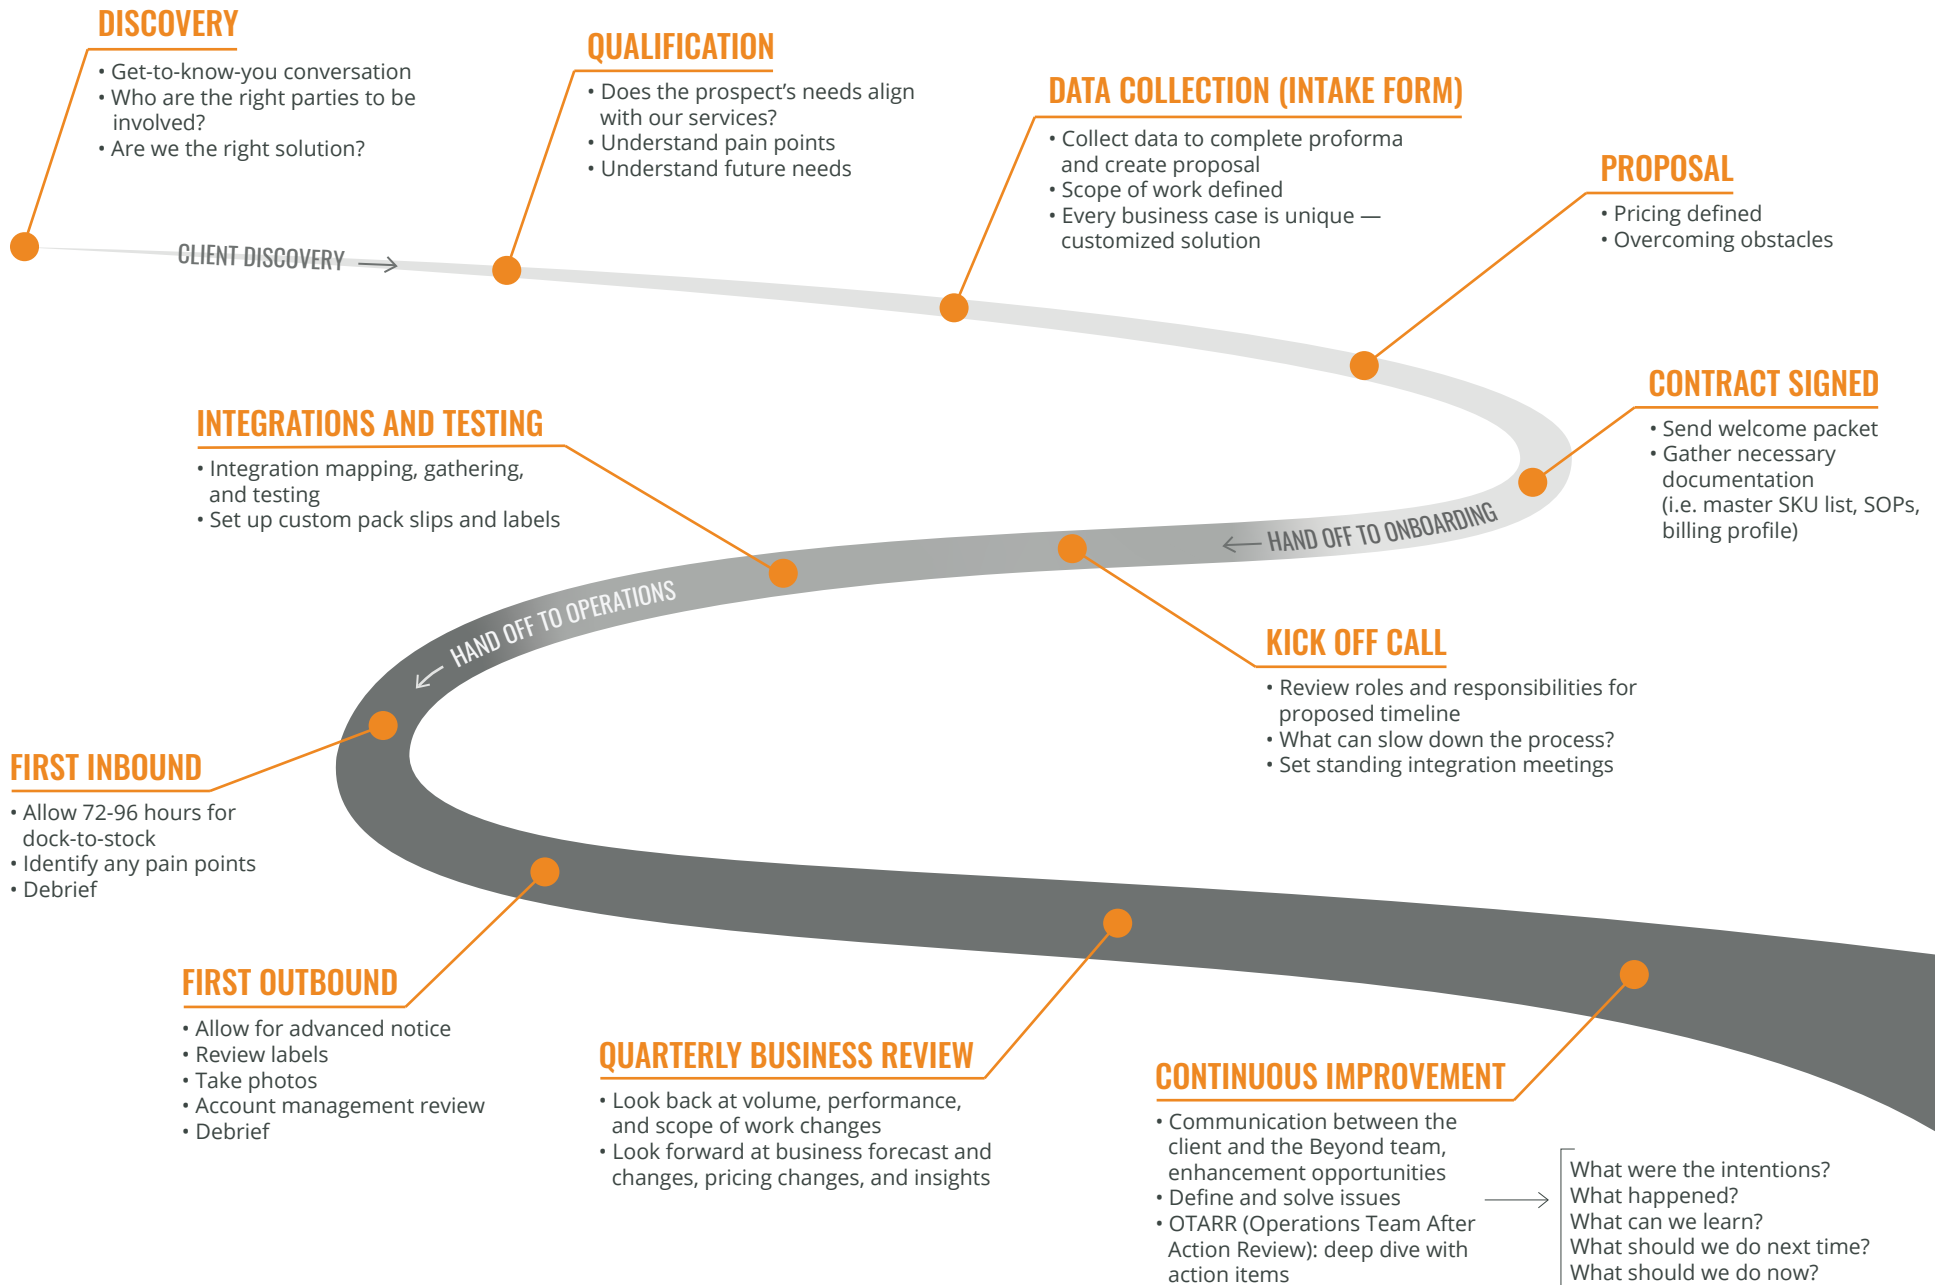 DISCOVERY
• Get-to-know-you conversation
• Who are the right parties to be
involved?
• Are we the right solution?
QUALIFICATION
• Does the prospect's needs align
with our services?
• Understand pain points
• Understand future needs
DATA COLLECTION (INTAKE FORM)
• Collect data to complete proforma
and create proposal
• Scope of work defined
• Every business case is unique —
customized solution
PROPOSAL
• Pricing defined
• Overcoming obstacles
CLIENT DISCOVERY
CONTRACT SIGNED
• Send welcome packet
• Gather necessary
documentation
(i.e. master SKU list, SOPs,
billing profile)
HAND OFF TO ONBOARDING
KICK OFF CALL
• Review roles and responsibilities for
proposed timeline
• What can slow down the process?
• Set standing integration meetings
INTEGRATIONS AND TESTING
• Integration mapping, gathering,
and testing
• Set up custom pack slips and labels
HAND OFF TO OPERATIONS
FIRST INBOUND
• Allow 72-96 hours for
dock-to-stock
• Identify any pain points
• Debrief
FIRST OUTBOUND
• Allow for advanced notice
• Review labels
• Take photos
• Account management review
• Debrief
QUARTERLY BUSINESS REVIEW
• Look back at volume, performance,
and scope of work changes
• Look forward at business forecast and
changes, pricing changes, and insights
CONTINUOUS IMPROVEMENT
• Communication between the
client and the Beyond team,
enhancement opportunities
• Define and solve issues
• OTARR (Operations Team After
Action Review): deep dive with
action items
What were the intentions?
What happened?
What can we learn?
What should we do next time?
What should we do now?